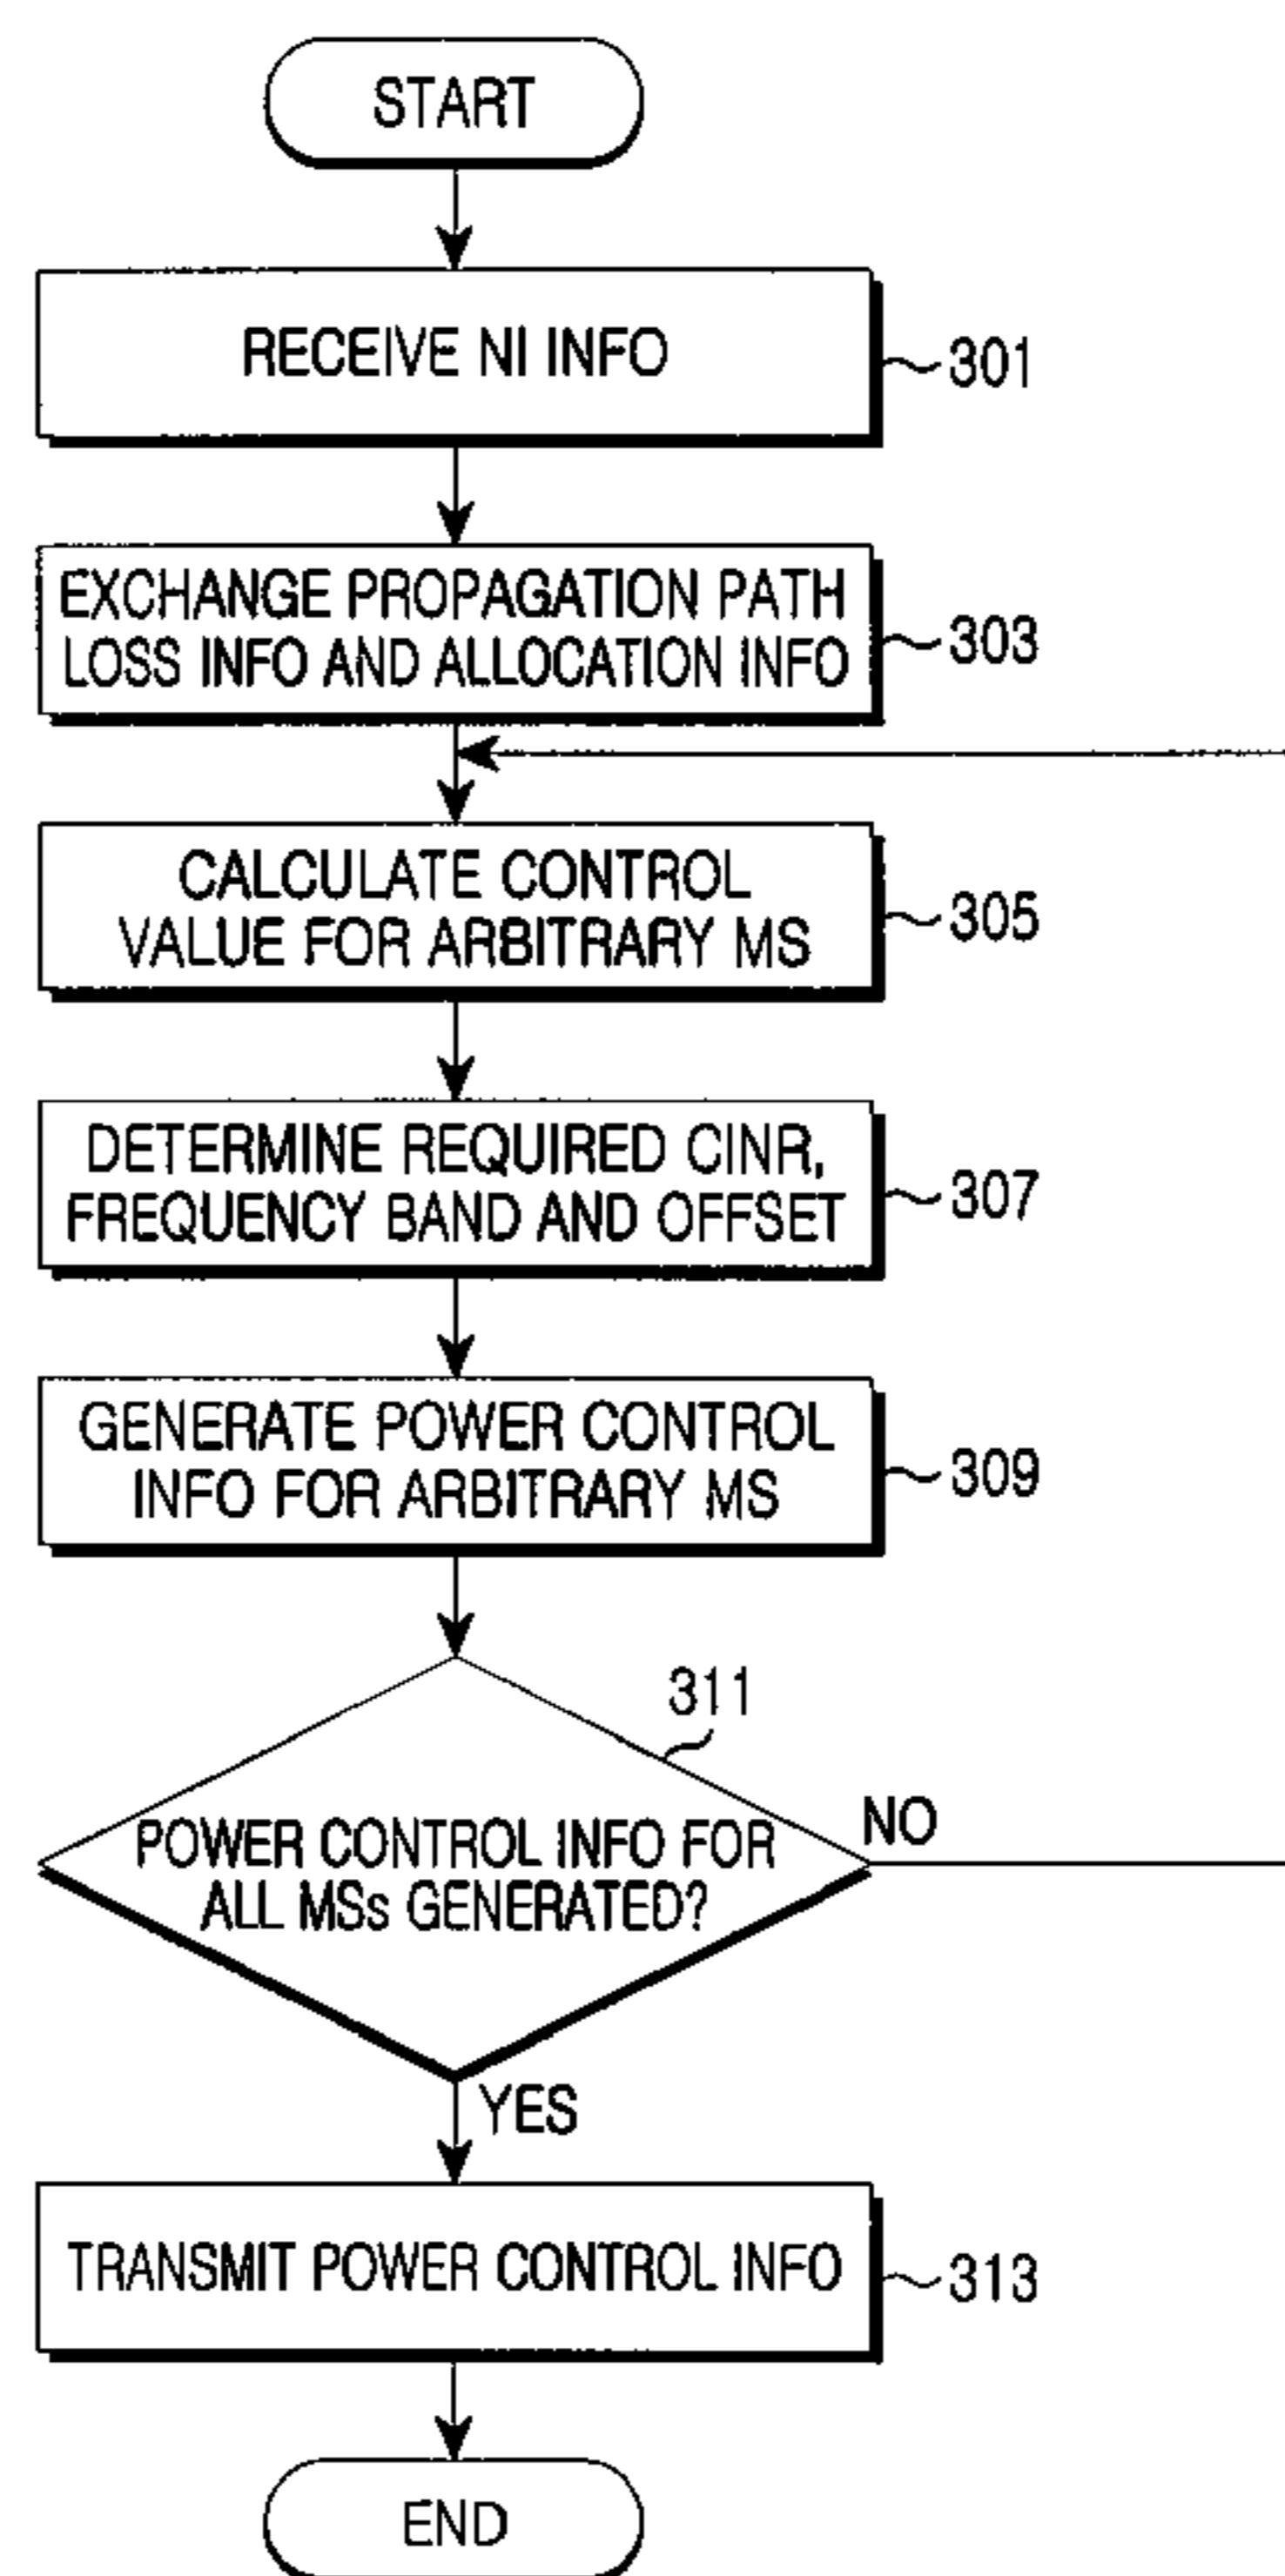 START
RECEIVE NI INFO
301
EXCHANGE PROPAGATION PATH
LOSS INFO AND ALLOCATION INFO
303
CALCULATE CONTROL
VALUE FOR ARBITRARY MS
305
DETERMINE REQUIRED CINR,
FREQUENCY BAND AND OFFSET
307
GENERATE POWER CONTROL
INFO FOR ARBITRARY MS
309
311
POWER CONTROL INFO FOR
ALL MSs GENERATED?
NO
YES
TRANSMIT POWER CONTROL INFO
313
END